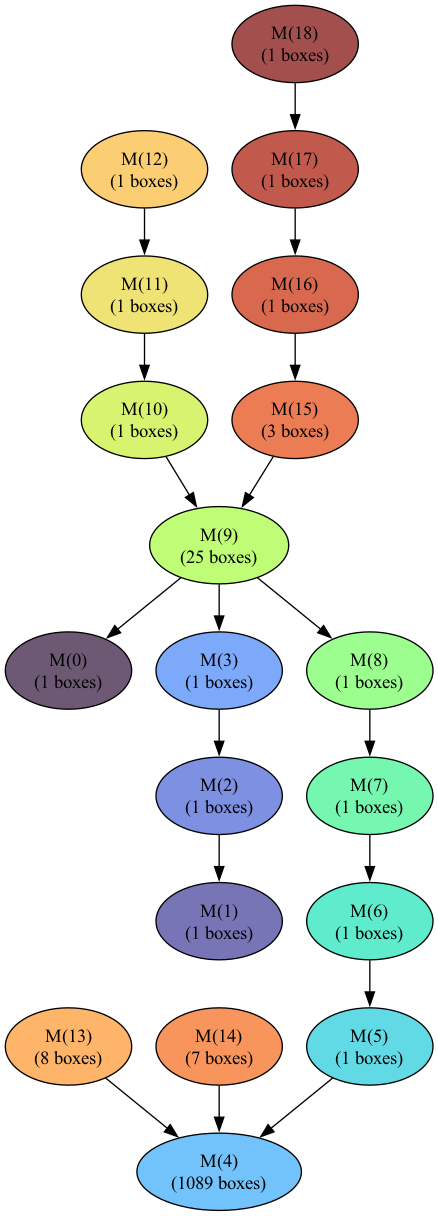 M(18)
(1 boxes)
M(12)
(1 boxes)
M(17)
(1 boxes)
M(11)
(1 boxes)
M(16)
(1 boxes)
M(10)
(1 boxes)
M(15)
(3 boxes)
M(9)
(25 boxes)
M(0)
(1 boxes)
M(3)
(1 boxes)
M(8)
(1 boxes)
M(2)
(1 boxes)
M(7)
(1 boxes)
M(1)
(1 boxes)
M(6)
(1 boxes)
M(13)
(8 boxes)
M(14)
(7 boxes)
M(5)
(1 boxes)
M(4)
(1089 boxes)